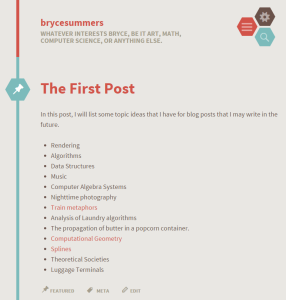 brycesummers
WHATEVER INTERESTS BRYCE, BE IT ART, MATH,
COMPUTER SCIENCE, OR ANYTHING ELSE.
The First Post
In this post, I will list some topic ideas that I have for blog posts that I may write in the
future.
Rendering
Algorithms
Data Structures
Music
Computer Algebra Systems
Nighttime photography
Train metaphors
Analysis of Laundry algorithms
The propagation of butter in a popcorn container.
Computational Geometry
Splines
Theoretical Societies
Luggage Terminals
FEATURED META EDIT